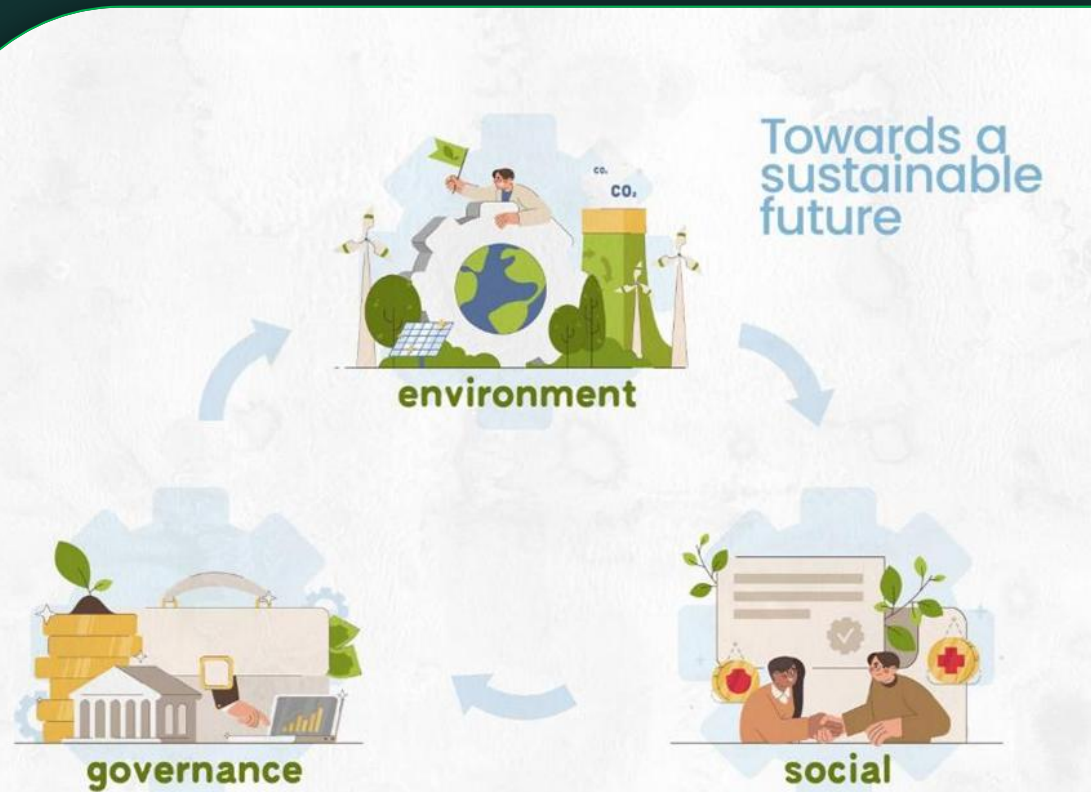 Towards a
sustainable
future
CO₂
CO₂
environment
governance
social